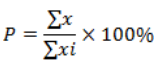 P = ∑x / ∑xi × 100%